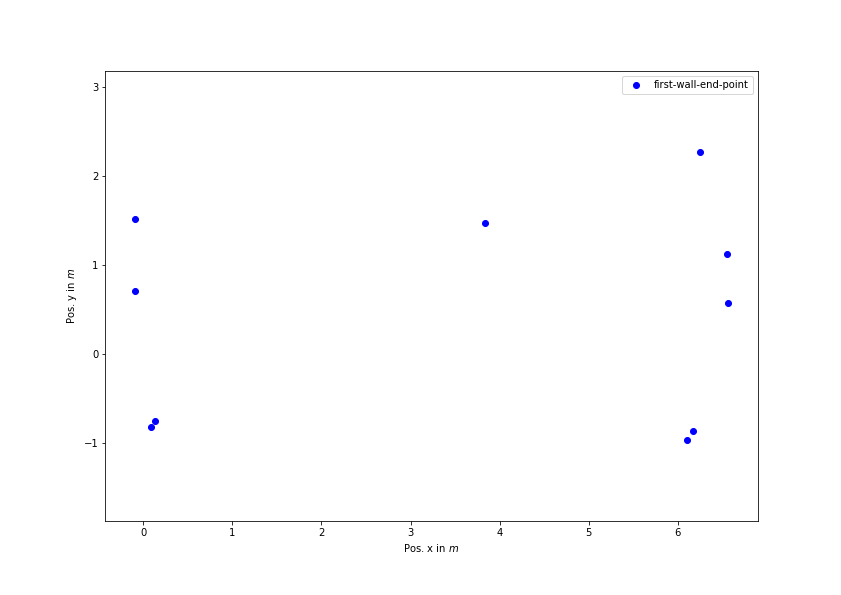 first-wall-end-point
3
2
1
0
−1
Pos. y in m
0 1 2 3 4 5 6
Pos. x in m